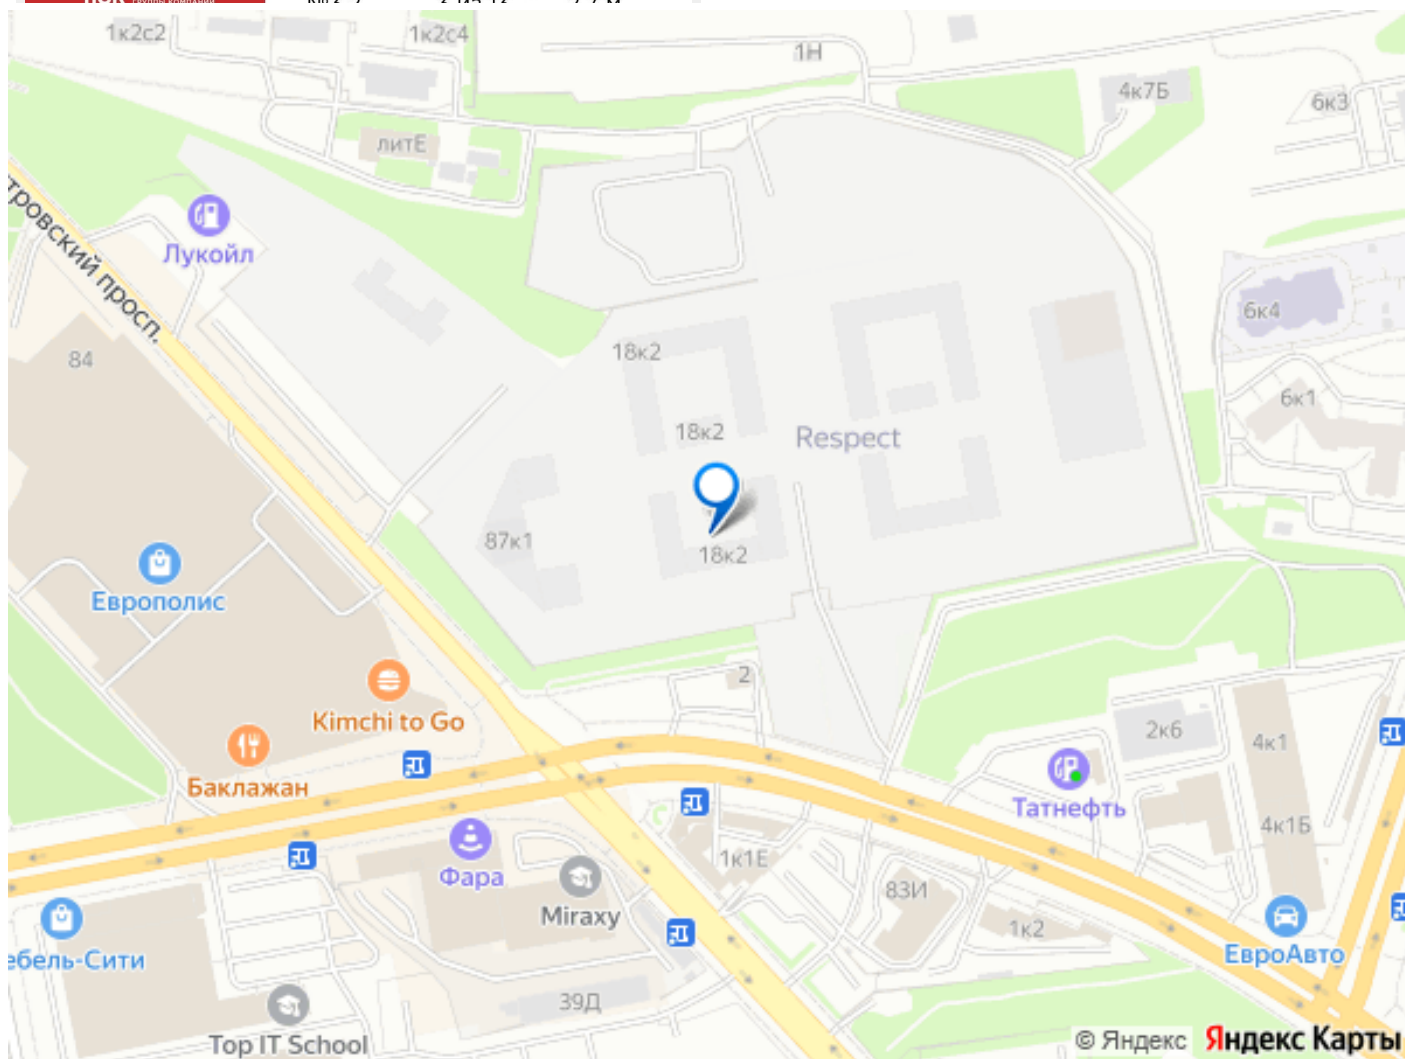 1к2с2
1к2с4
1Н
4к7Б
6к3
литЕ
тровский просп.
Лукойл
6к4
84
18к2
6к1
18к2
Respect
87к1
18к2
Европолис
2
Kimchi to Go
2к6
4к1
Баклажан
Татнефть
4к1Б
1к1Е
Фара
83И
Miraxy
1к2
ебель-Сити
ЕвроАвто
39Д
Top IT School
© Яндекс Яндекс Карты